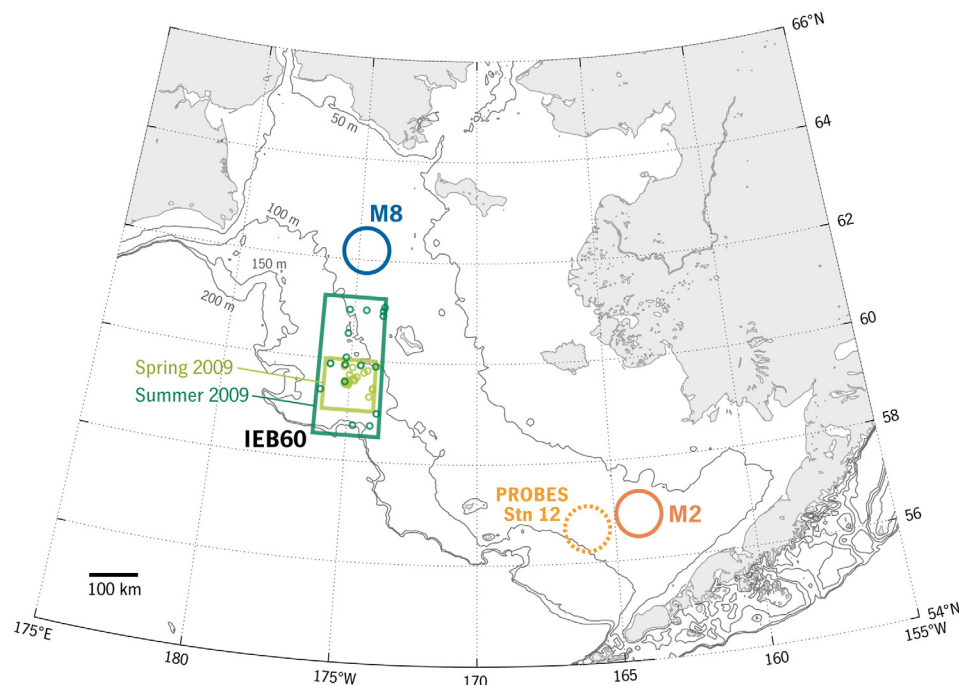 66°N
64
50 m
M8
100 m
62
150 m
200 m
60
Spring 2009
Summer 2009
IEB60
58
PROBES
Stn 12
M2
56
100 km
54°N
175°E
155°W
180
160
175°W
165
170